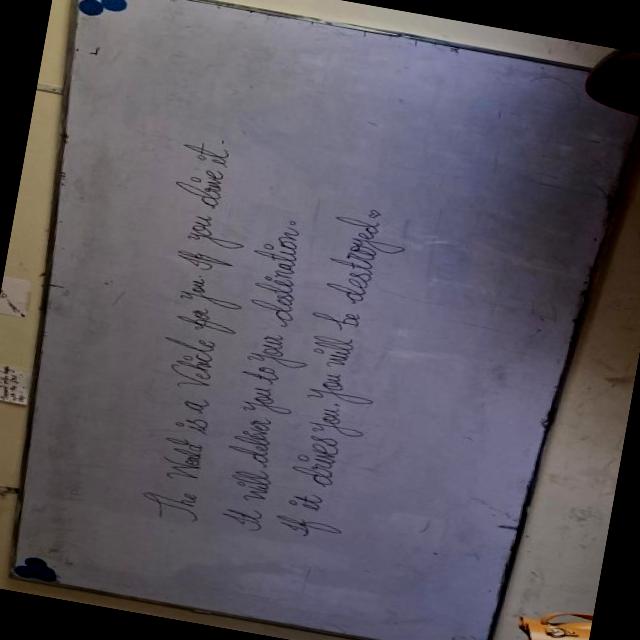 The is a Vehicle for you If you drive it.
It will deliver you to your destination.
If it drives you, you will be destroyed.